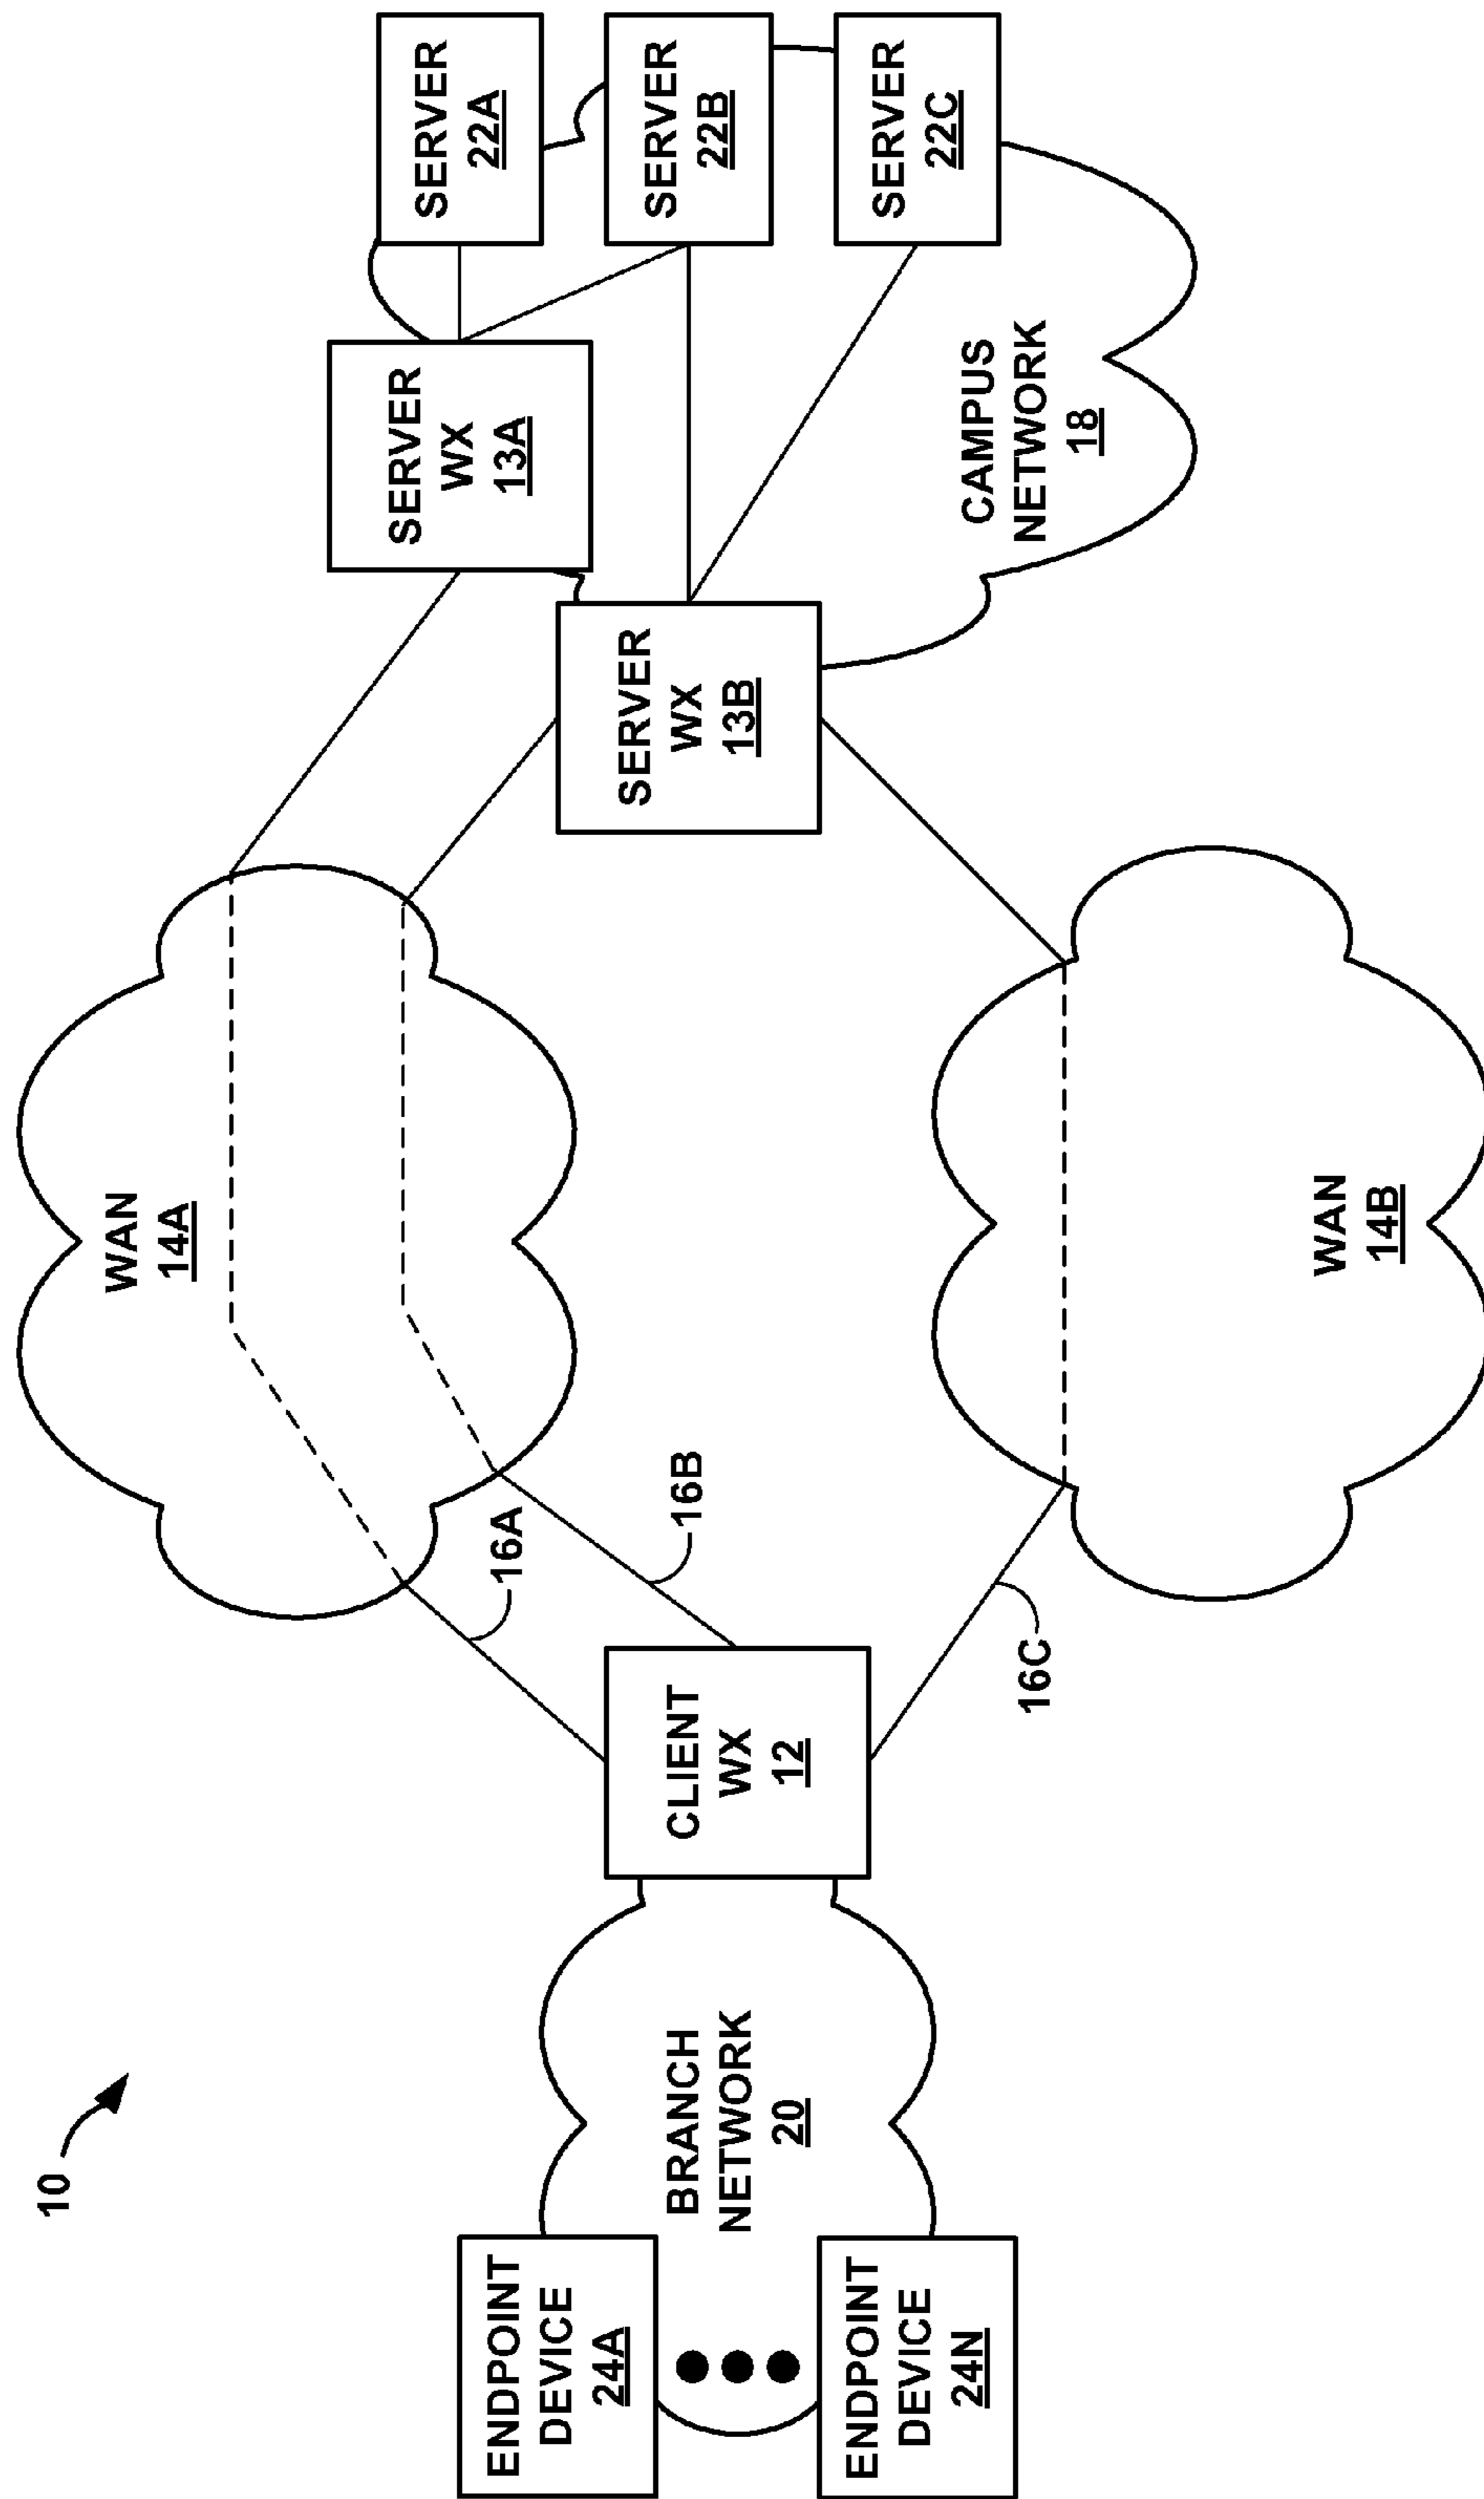 10
WAN
14A
SERVER
WX
13A
SERVER
22A
ENDPOINT
DEVICE
24A
16A
16B
SERVER
WX
13B
SERVER
22B
BRANCH
NETWORK
20
CLIENT
WX
12
SERVER
22C
ENDPOINT
DEVICE
24N
16C
CAMPUS
NETWORK
18
WAN
14B